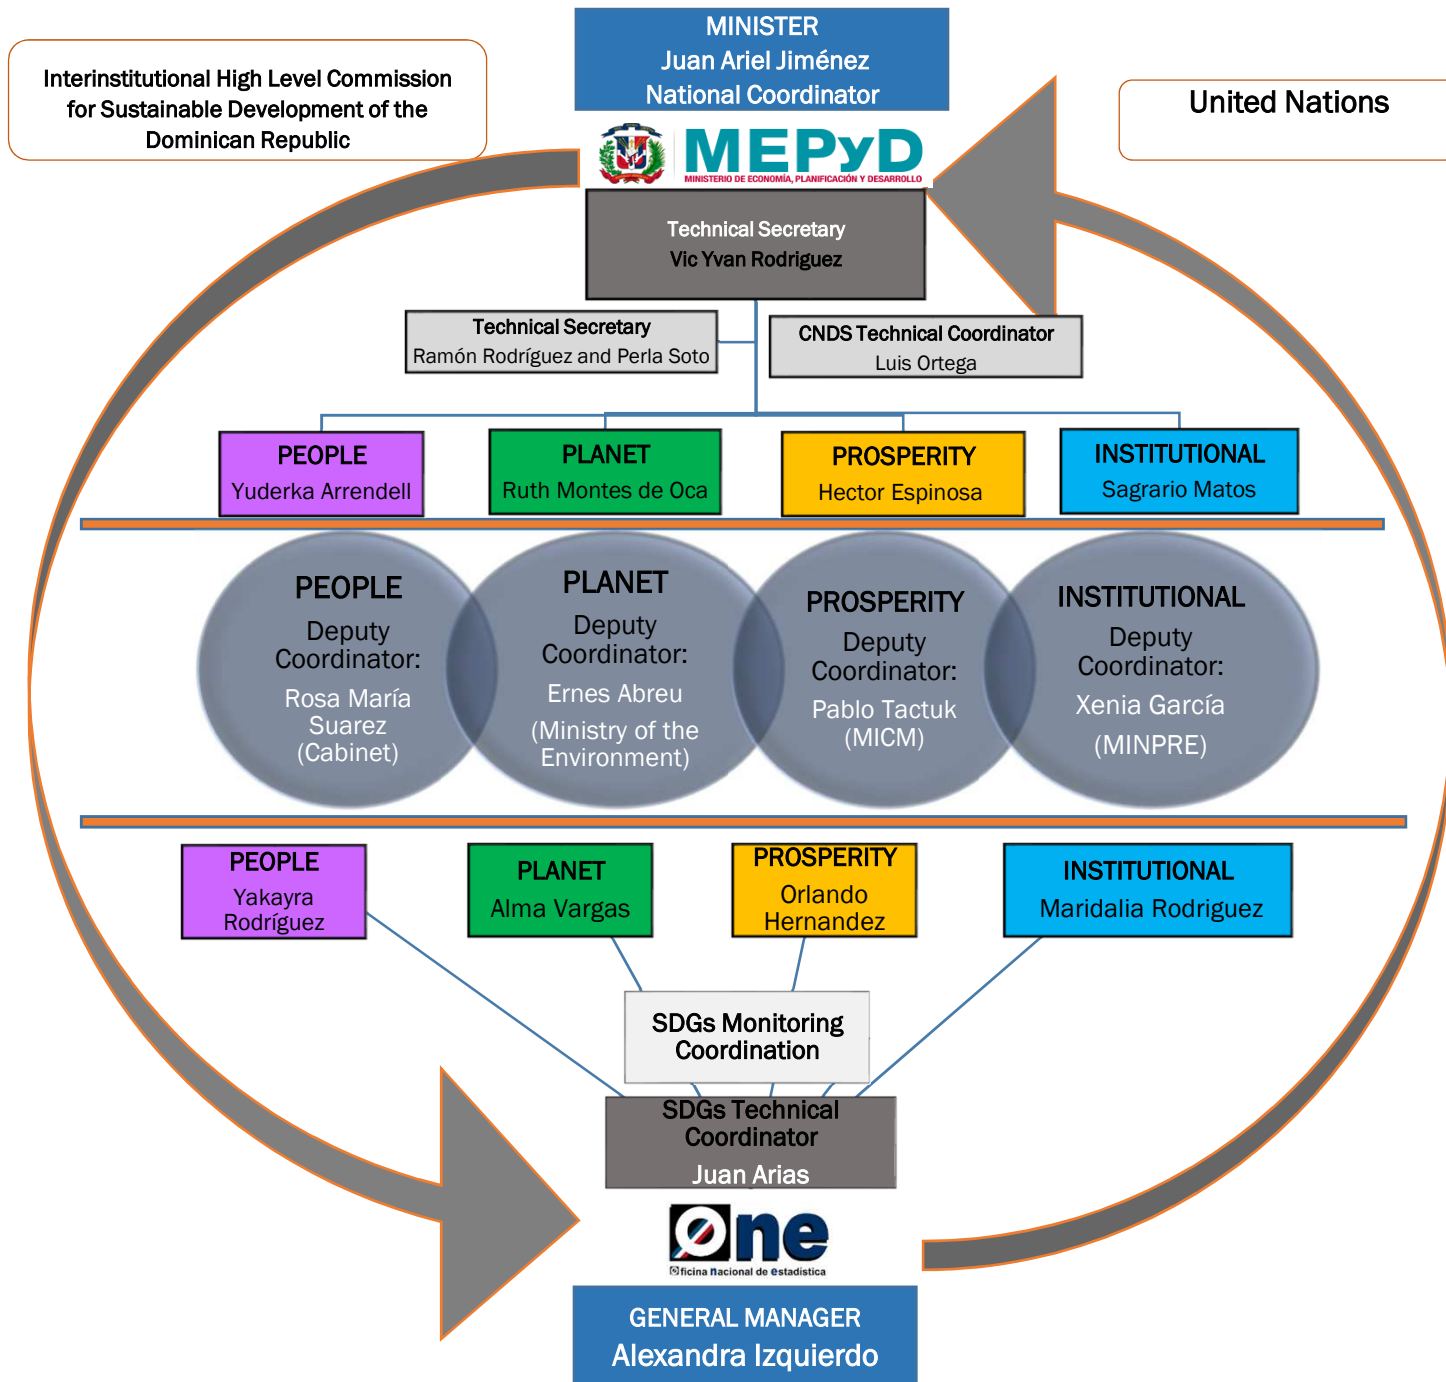 MINISTER
Juan Ariel Jiménez
National Coordinator
Interinstitutional High Level Commission
for Sustainable Development of the
Dominican Republic
United Nations
MEPyD
MINISTERIO DE ECONOMÍA, PLANIFICACIÓN Y DESARROLLO
Technical Secretary
Vic Yvan Rodriguez
Technical Secretary
Ramón Rodríguez and Perla Soto
CNDS Technical Coordinator
Luis Ortega
PEOPLE
Yuderka Arrendell
PLANET
Ruth Montes de Oca
PROSPERITY
Hector Espinosa
INSTITUTIONAL
Sagrario Matos
PEOPLE
Deputy
Coordinator:
Rosa María
Suarez
(Cabinet)
PLANET
Deputy
Coordinator:
Ernes Abreu
(Ministry of the
Environment)
PROSPERITY
Deputy
Coordinator:
Pablo Tactuk
(MICM)
INSTITUTIONAL
Deputy
Coordinator:
Xenia García
(MINPRE)
PEOPLE
Yakayra
Rodríguez
PLANET
Alma Vargas
PROSPERITY
Orlando
Hernandez
INSTITUTIONAL
Maridalia Rodriguez
SDGs Monitoring
Coordination
SDGs Technical
Coordinator
Juan Arias
One
Oficina nacional de estadística
GENERAL MANAGER
Alexandra Izquierdo